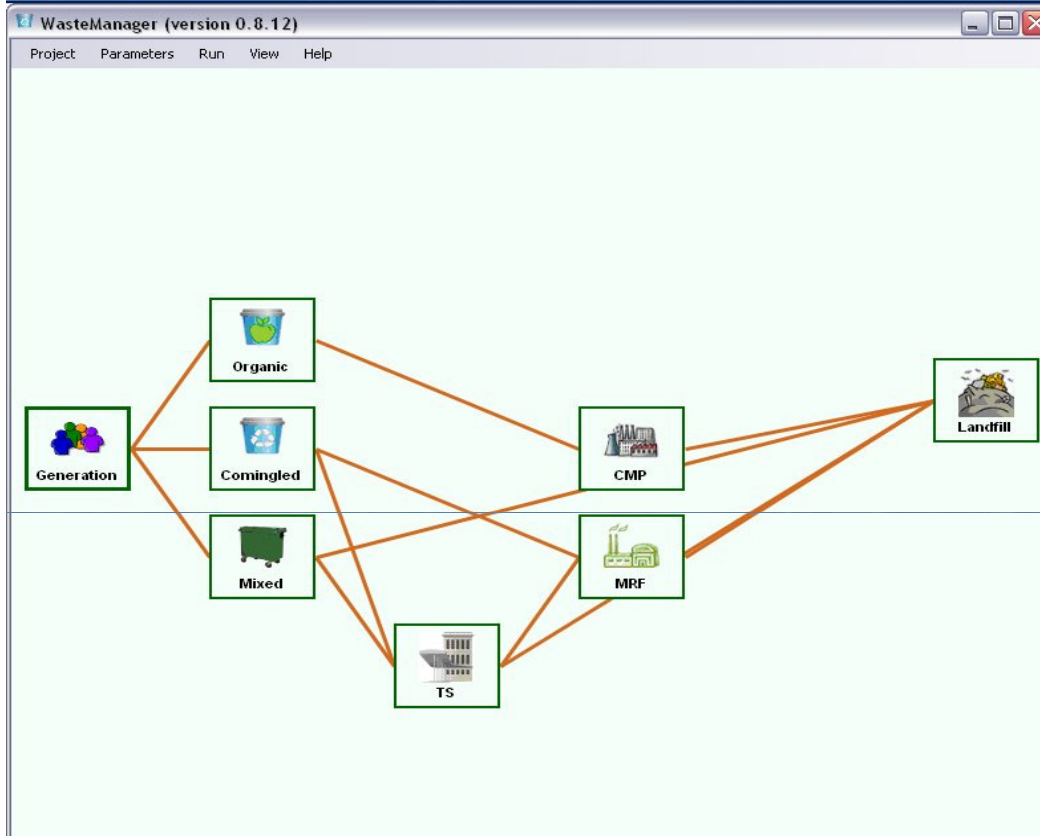 WasteManager (version 0.8.12)
Project Parameters Run View Help
Organic
Generation
Comingled
CMP
Landfill
Mixed
MRF
TS